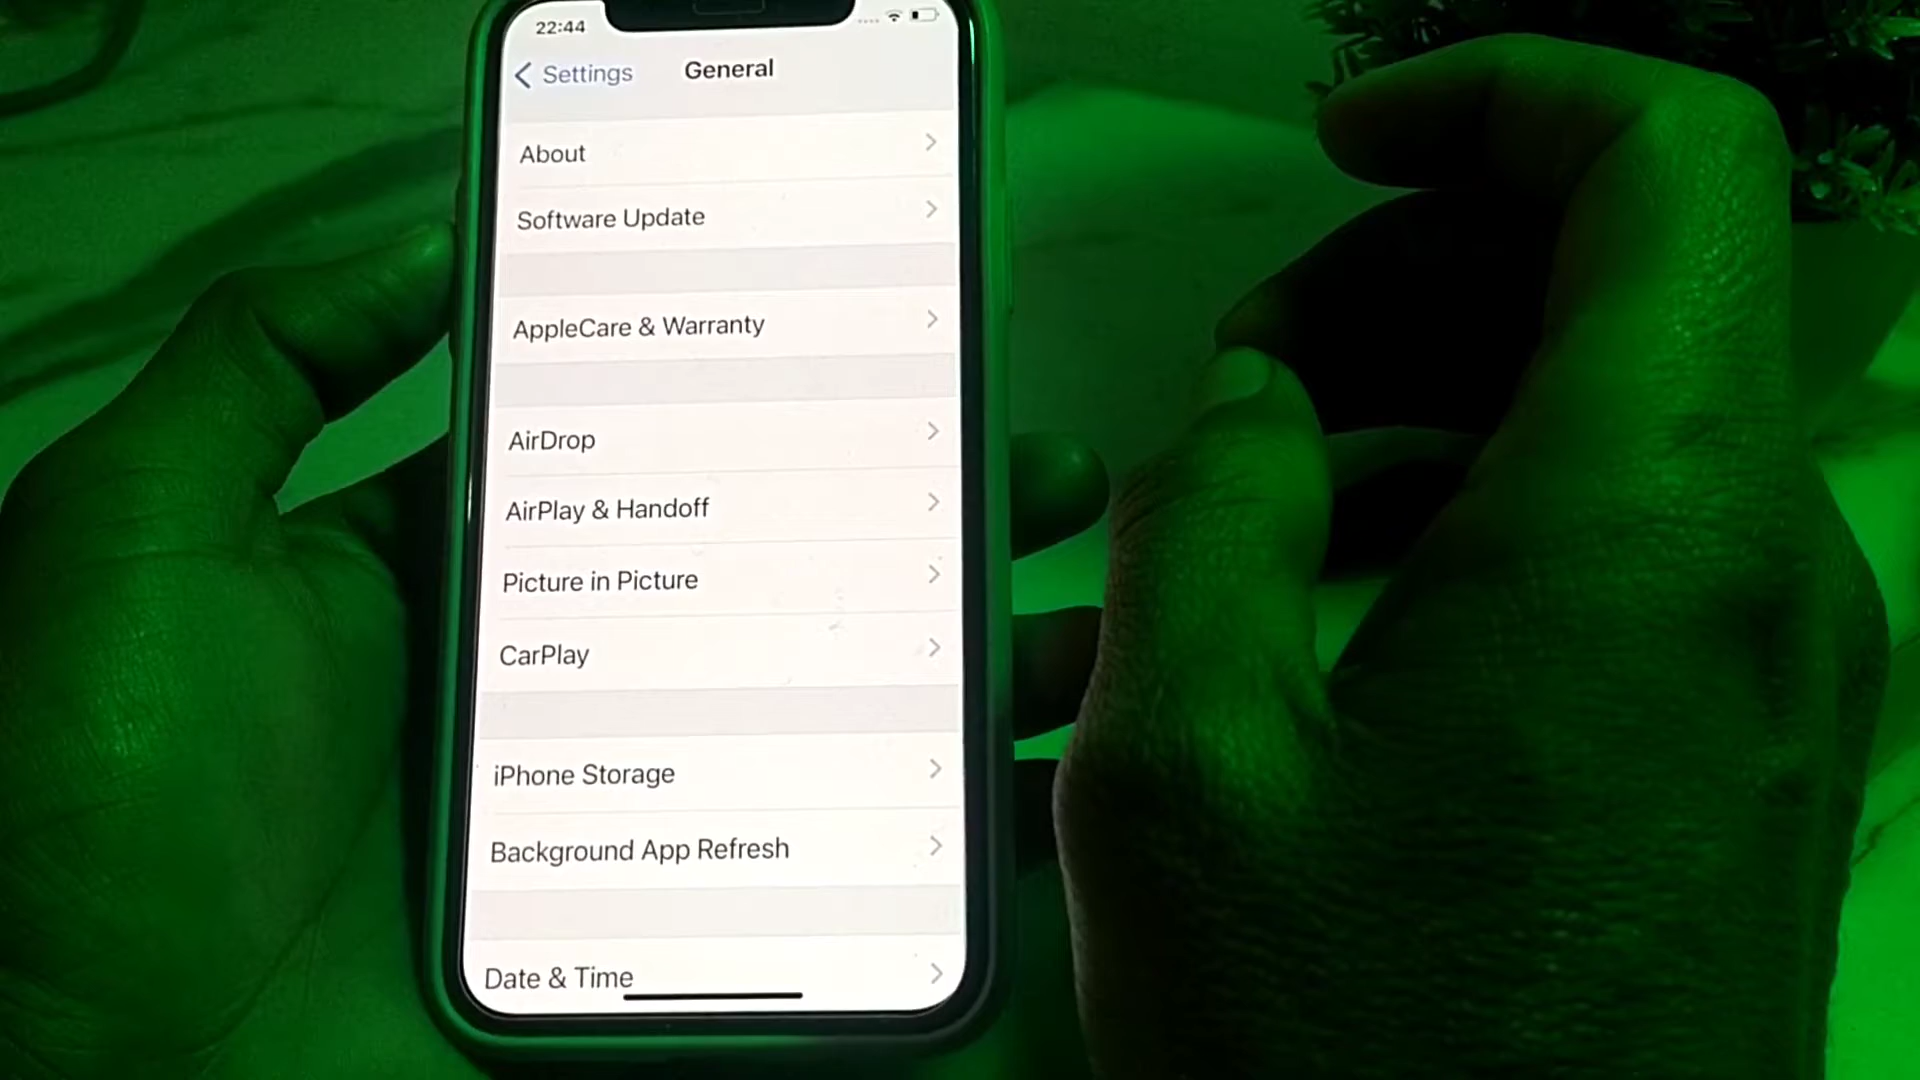 22:44
Settings
General
About
Software Update
AppleCare & Warranty
AirDrop
AirPlay & Handoff
Picture in Picture
CarPlay
iPhone Storage
Background App Refresh
Date & Time